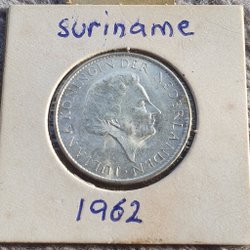 suriname
JULIANA KONINGIN DER NEDERLANDEN
1962